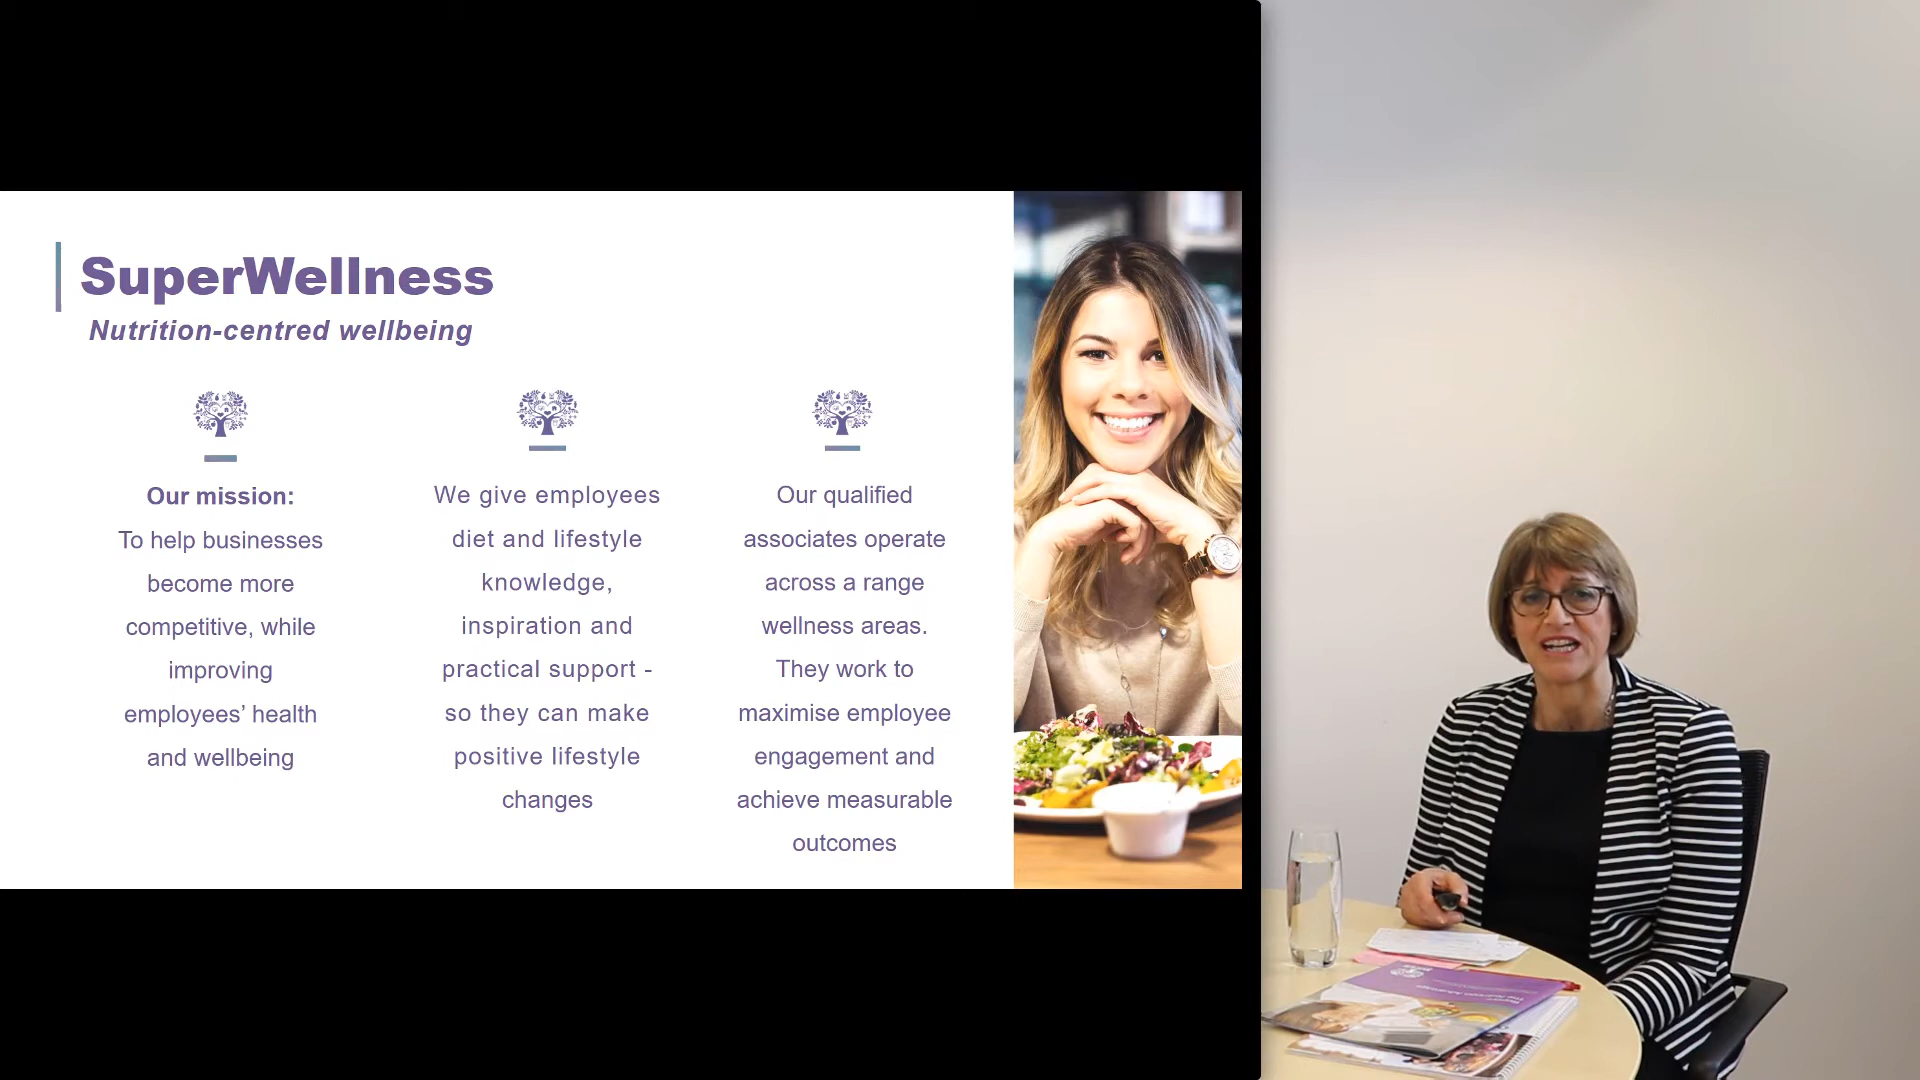 SuperWellness
Nutrition-centred wellbeing
Our mission:
To help businesses
become more
competitive, while
improving
employees’ health
and wellbeing
We give employees
diet and lifestyle
knowledge,
inspiration and
practical support -
so they can make
positive lifestyle
changes
Our qualified
associates operate
across a range
wellness areas.
They work to
maximise employee
engagement and
achieve measurable
outcomes